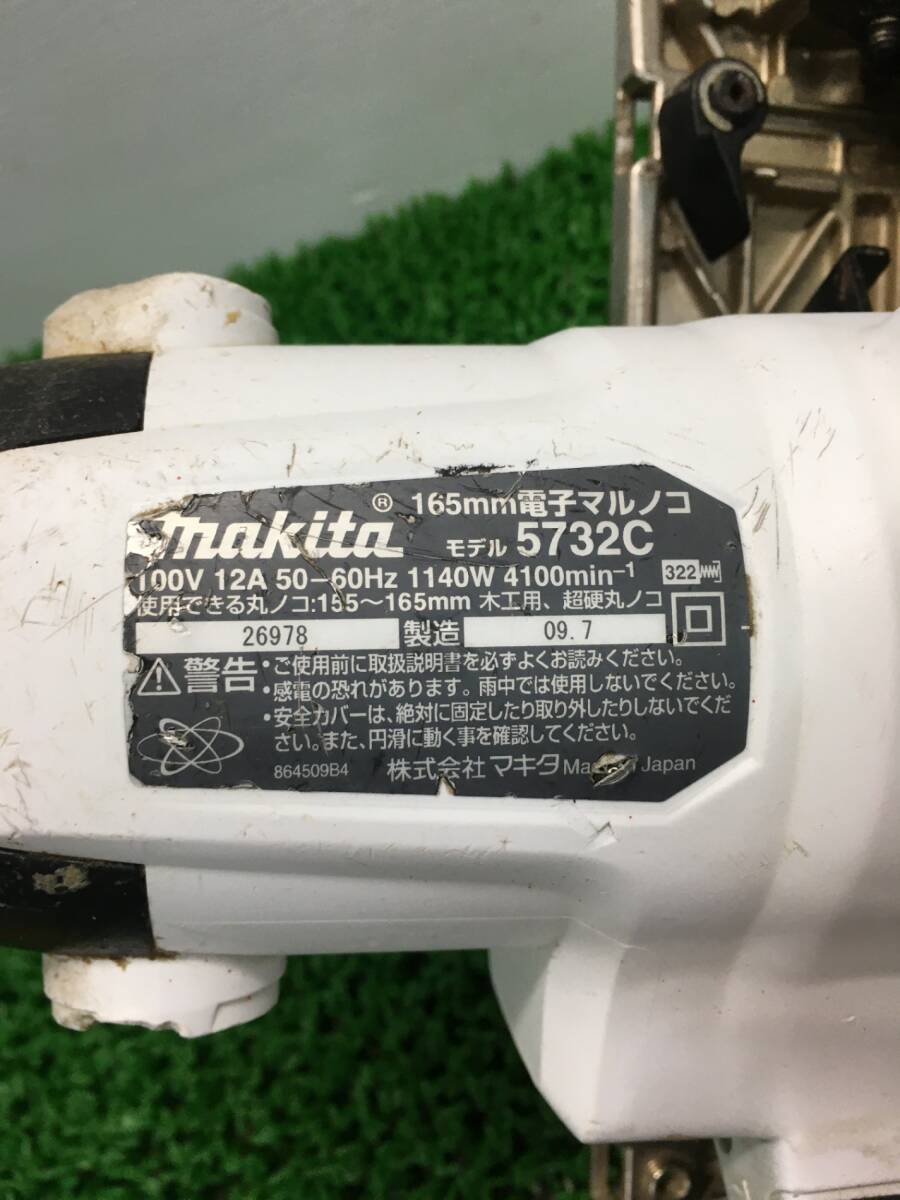 makita® 165mm電子マルノコ
モデル 5732C
100V 12A 50–60Hz 1140W 4100min⁻¹ 322
使用できる丸ノコ:155～165mm 木工用、超硬丸ノコ
26978 製造 09.7
警告:・ご使用前に取扱説明書を必ずよくお読みください。
・感電の恐れがあります。雨中では使用しないでください。
・安全カバーは、絶対に固定したり取り外したりしないでくだ
さい。また、円滑に動く事を確認してください。
864509B4 株式会社 マキタ Japan